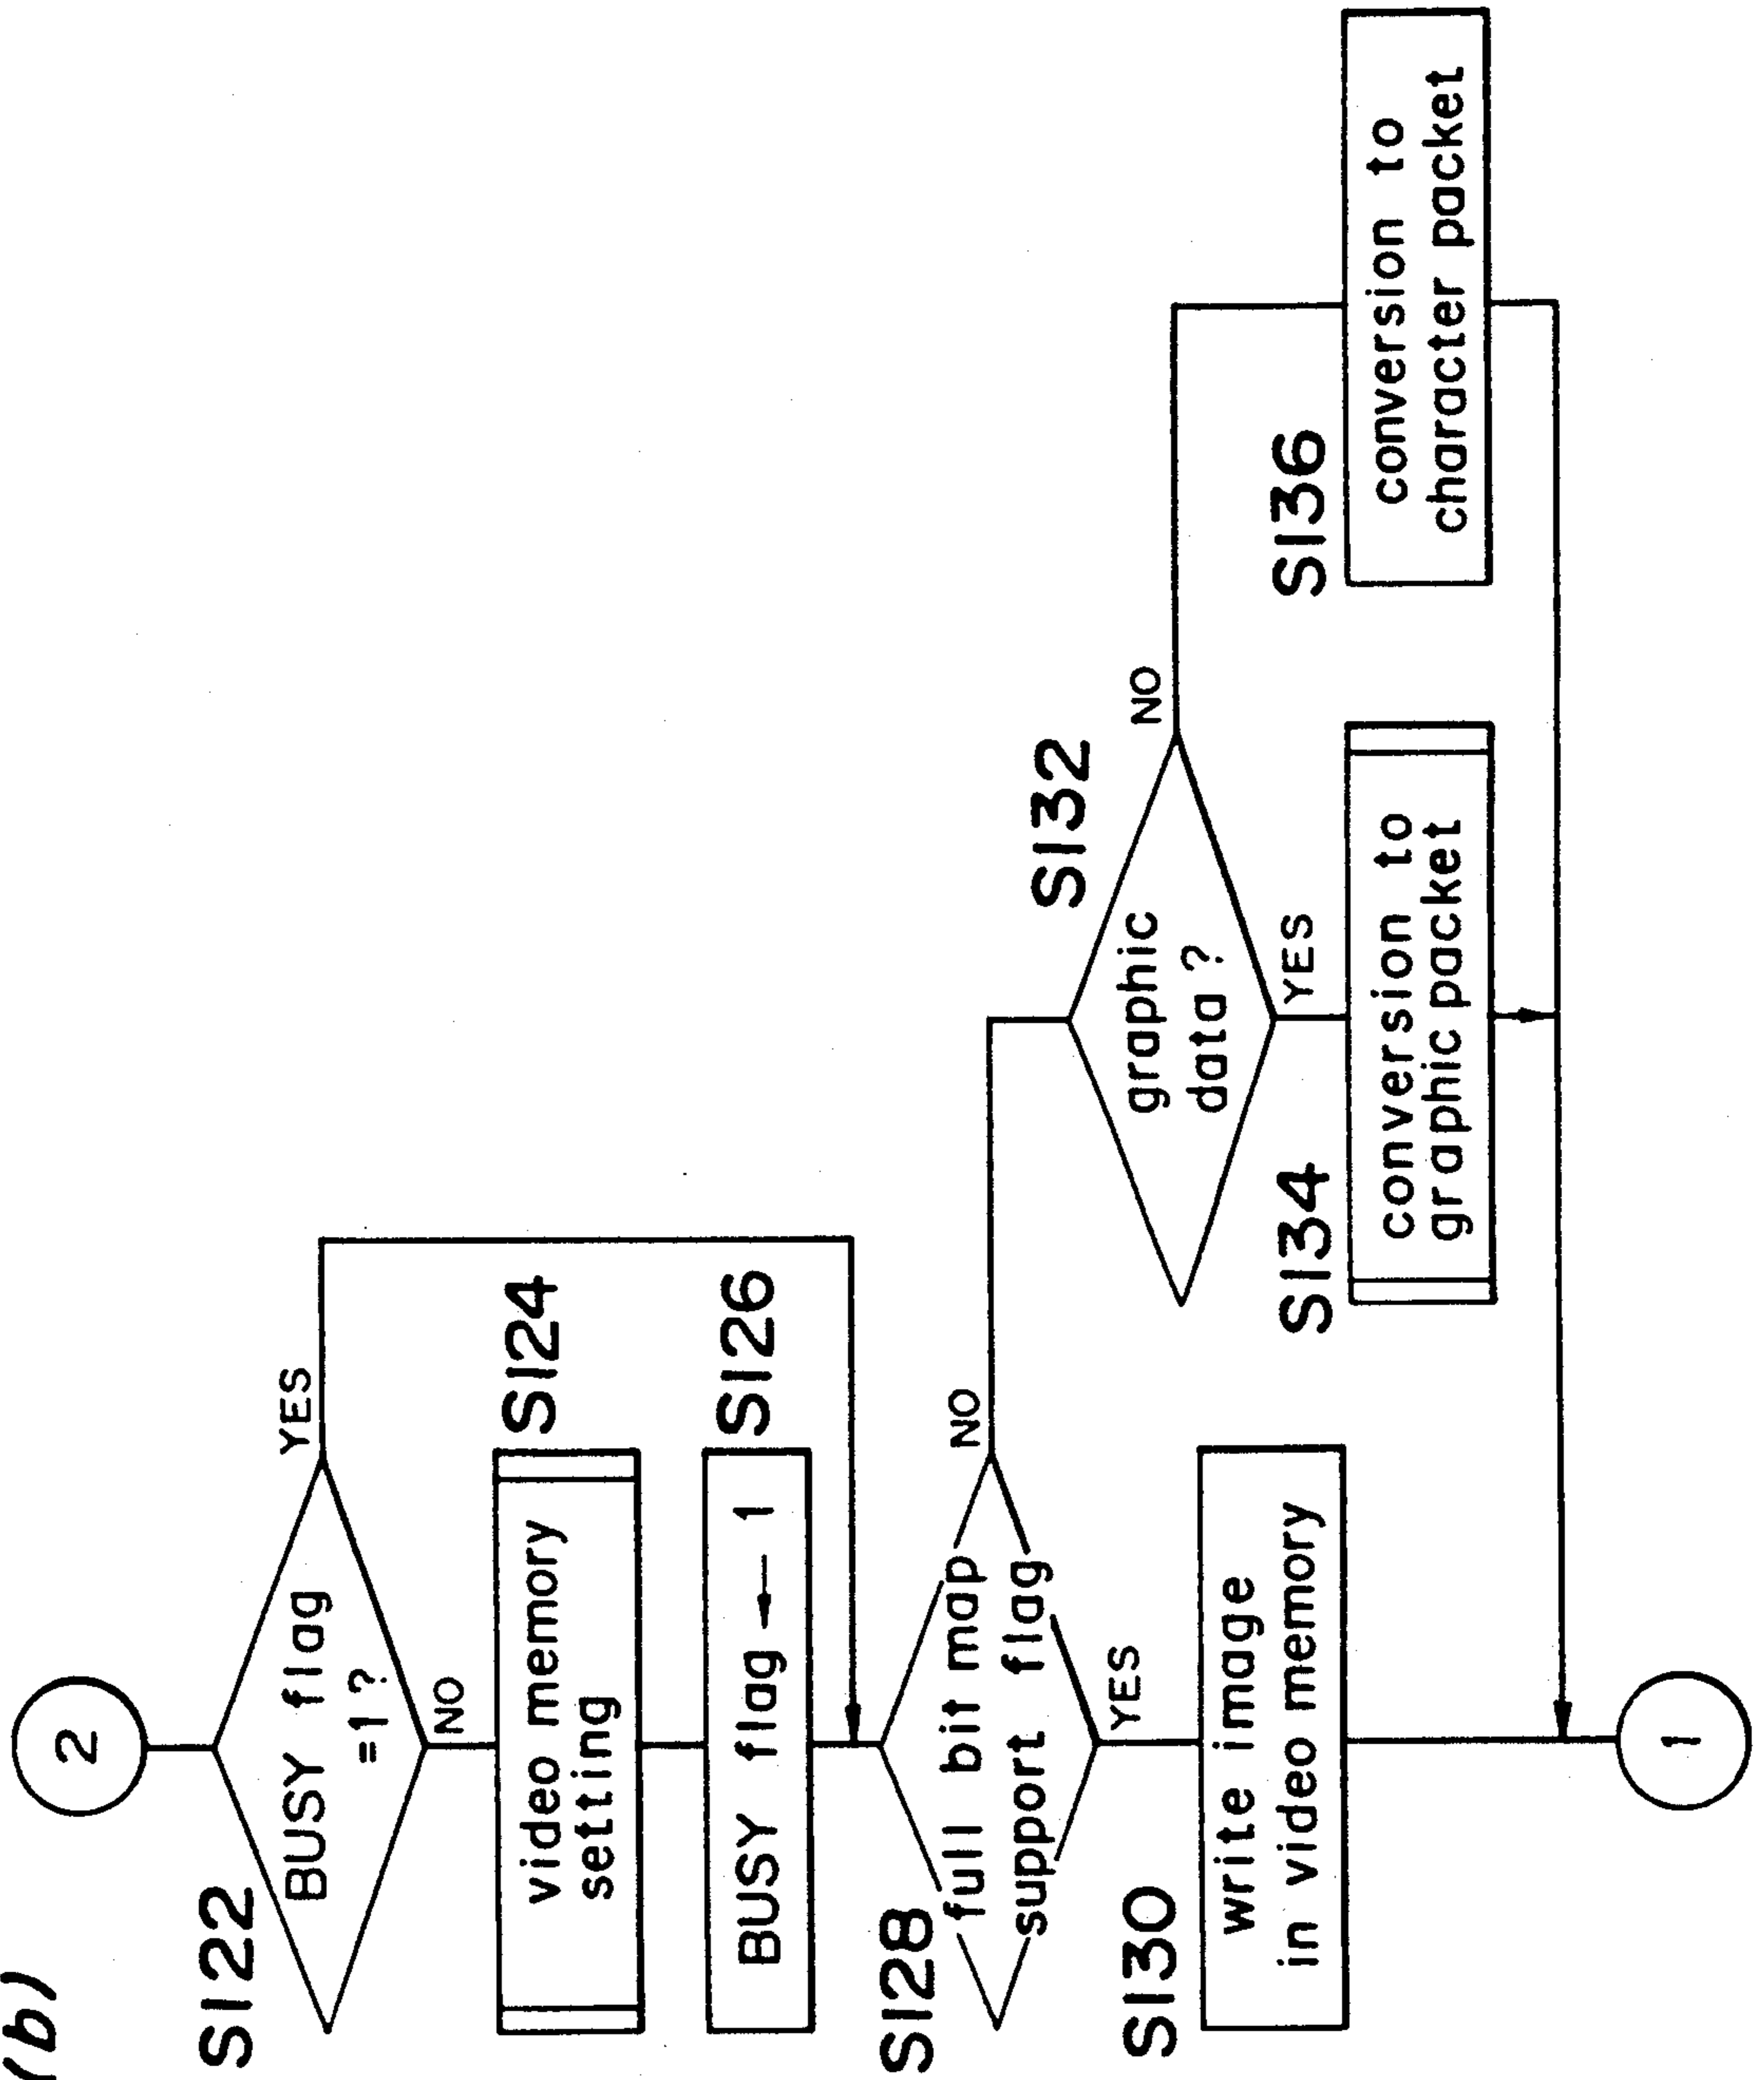 (b)
2
S122
BUSY flag
=1?
YES
NO
S124
video memory
setting
S126
BUSY flag ← 1
S128
full bit map
support flag
NO
YES
S130
write image
in video memory
S132
graphic
data ?
NO
YES
S134
conversion to
graphic packet
S136
conversion to
character packet
1